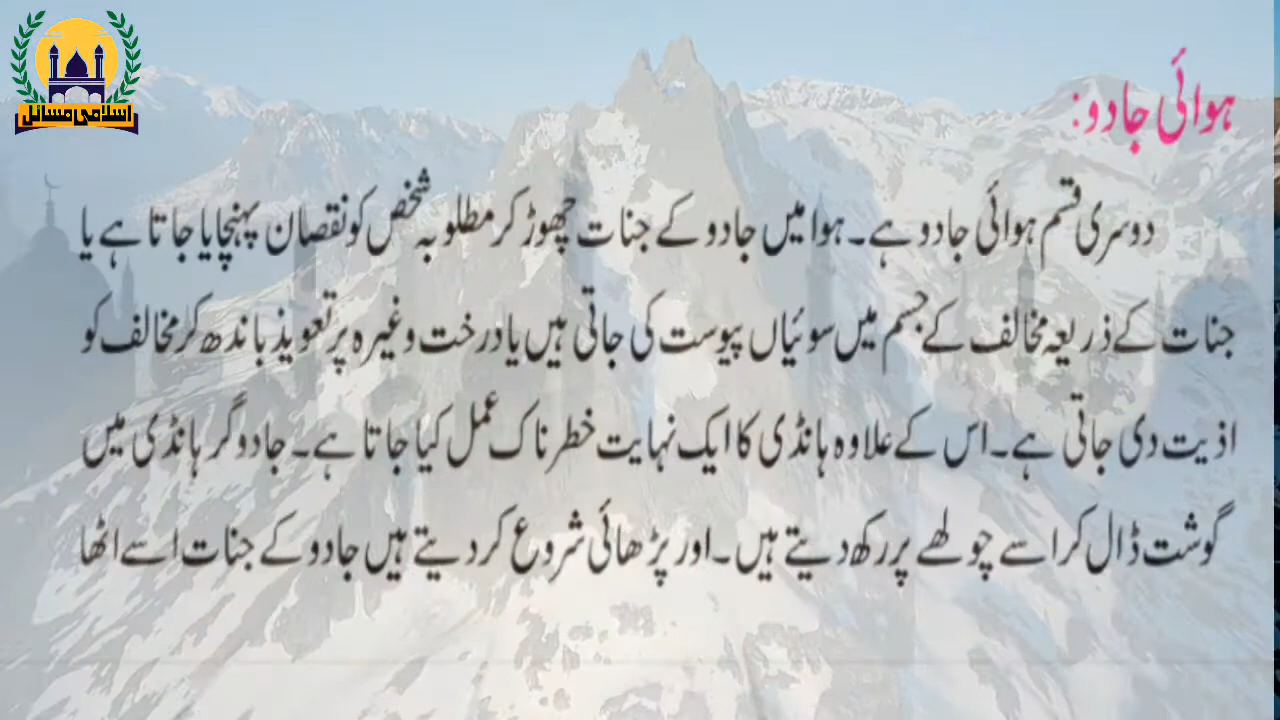 اسلامی مسائل
ہوائی جادو:
دوسری قسم ہوائی جادو ہے۔ ہوا میں جادو کے جنات چھوڑ کر مطلوبہ شخص کو نقصان پہنچایا جاتا ہے یا
جنات کے ذریعہ مخالف کے جسم میں سوئیاں پیوست کی جاتی ہیں یا درخت وغیرہ پر تعویذ باندھ کر مخالف کو
اذیت دی جاتی ہے۔ اس کے علاوہ ہانڈی کا ایک نہایت خطرناک عمل کیا جاتا ہے۔ جادوگر ہانڈی میں
گوشت ڈال کر اسے چولھے پر رکھ دیتے ہیں۔ اور پڑھائی شروع کر دیتے ہیں جادو کے جنات اسے اٹھا